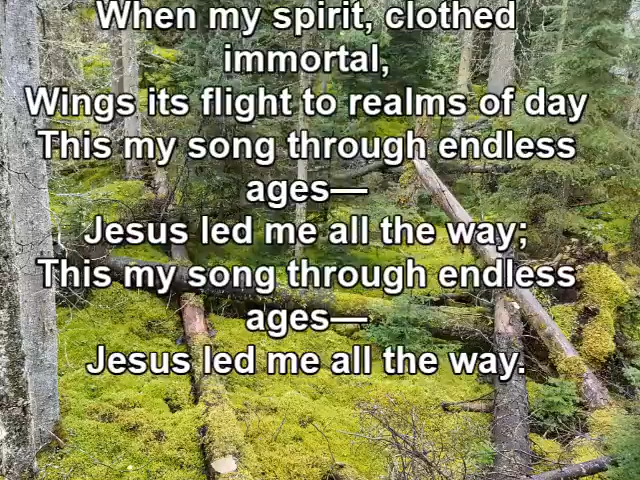 When my spirit, clothed
immortal,
Wings its flight to realms of day
This my song through endless
ages—
Jesus led me all the way;
This my song through endless
ages—
Jesus led me all the way.